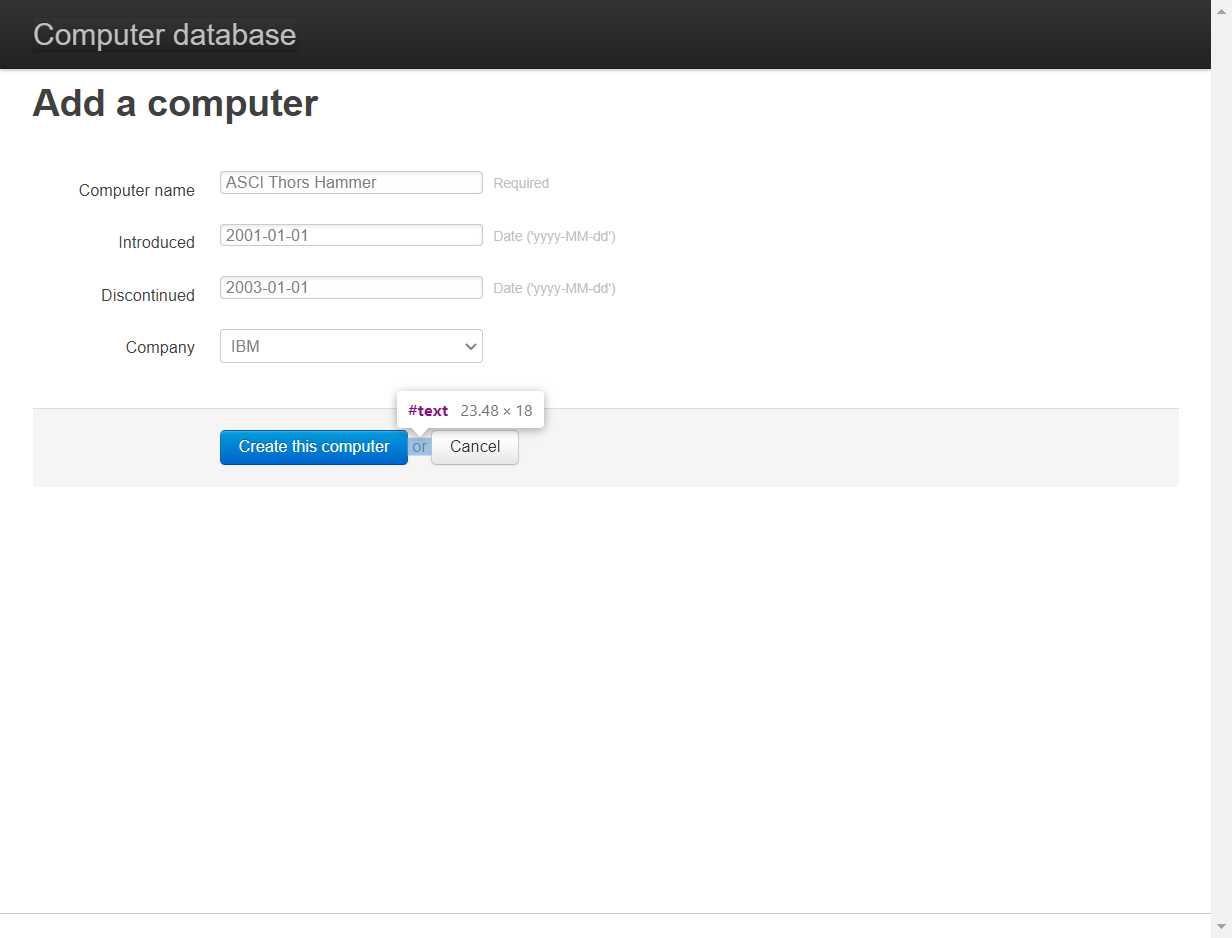 Computer database
Add a computer
Computer name ASCI Thors Hammer Required
Introduced 2001-01-01 Date ('yyyy-MM-dd')
Discontinued 2003-01-01 Date ('yyyy-MM-dd')
Company IBM
#text 23.48 × 18
Create this computer or Cancel